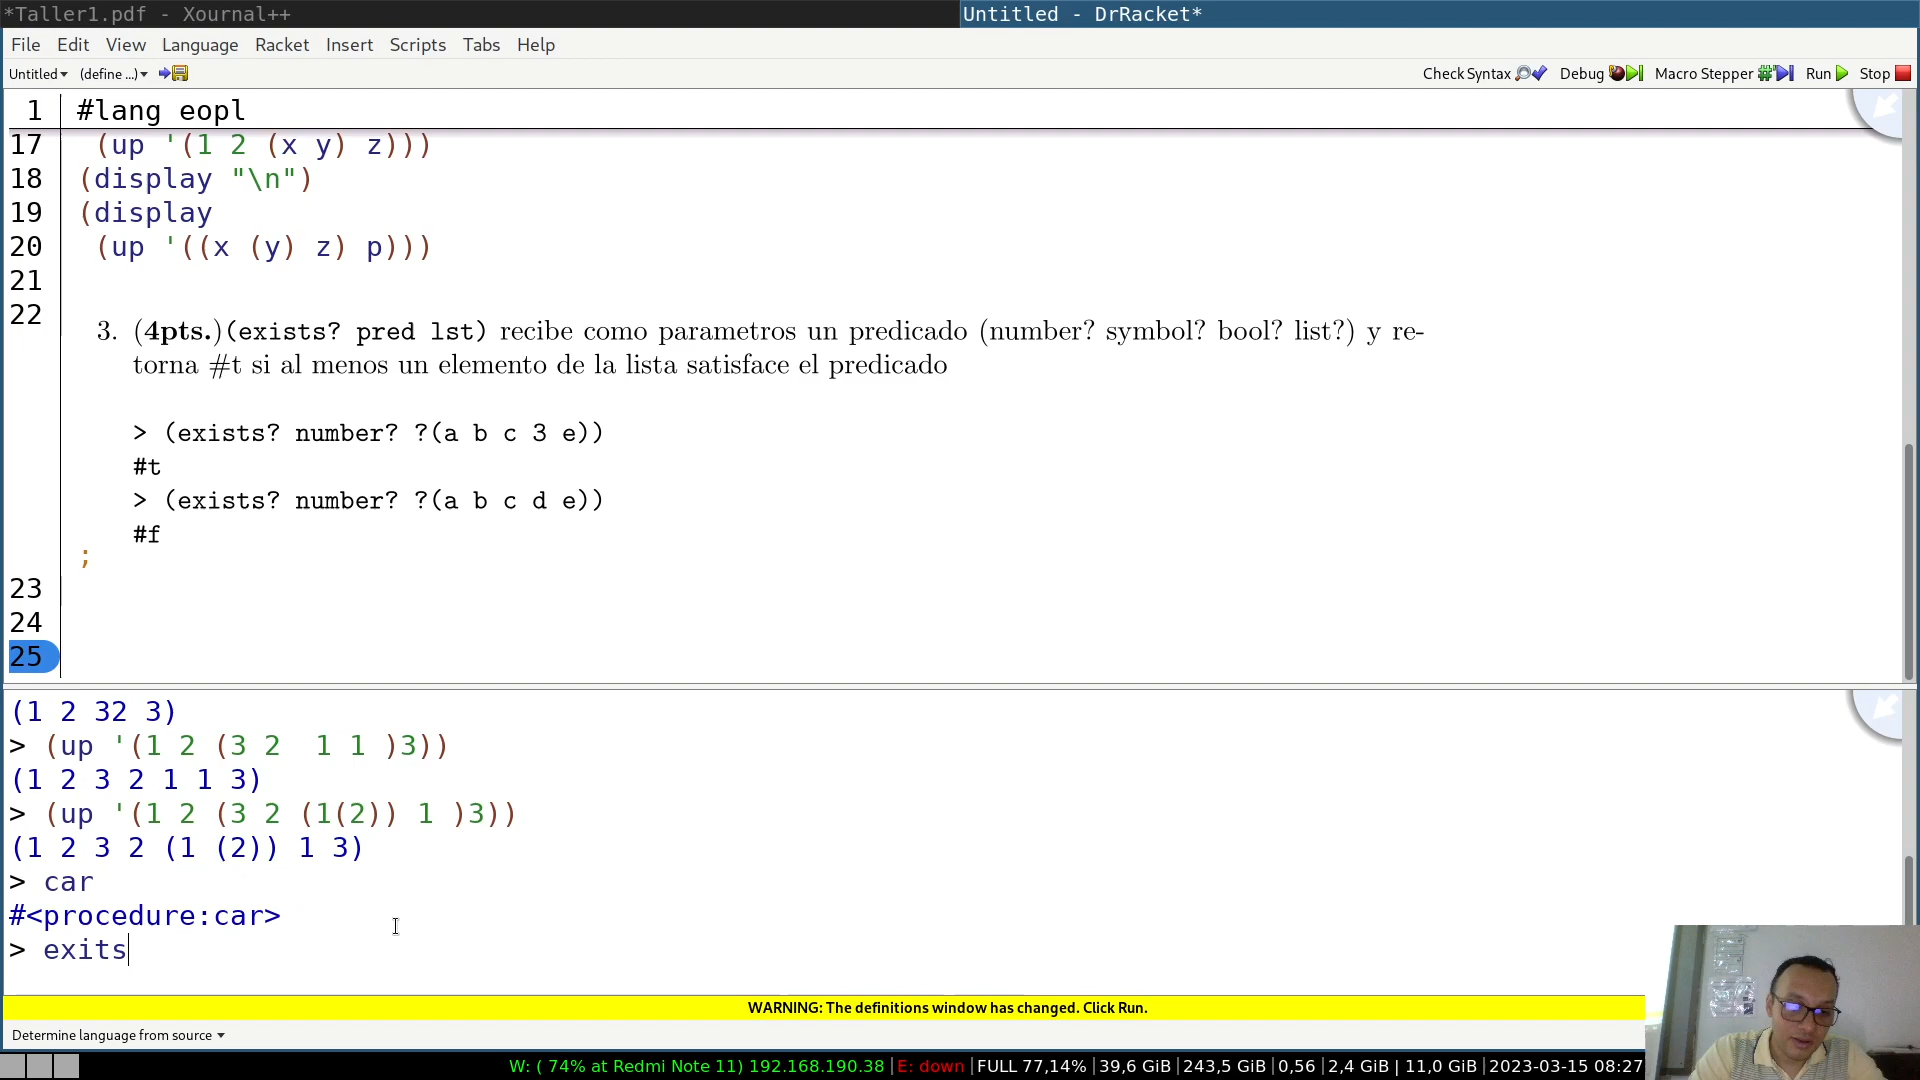 *Taller1.pdf - Xournal++
Untitled - DrRacket*
File Edit View Language Racket Insert Scripts Tabs Help
Untitled (define ...) Check Syntax Debug Macro Stepper Run Stop
1 #lang eopl
17 (up '(1 2 (x y) z)))
18 (display "\n")
19 (display
20 (up '((x (y) z) p)))
21
22
3. (4pts.)(exists? pred lst) recibe como parametros un predicado (number? symbol? bool? list?) y re-
torna #t si al menos un elemento de la lista satisface el predicado
> (exists? number? ?(a b c 3 e))
#t
> (exists? number? ?(a b c d e))
#f
;
23
24
25
(1 2 32 3)
> (up '(1 2 (3 2  1 1 )3))
(1 2 3 2 1 1 3)
> (up '(1 2 (3 2 (1(2)) 1 )3))
(1 2 3 2 (1 (2)) 1 3)
> car
#<procedure:car>
> exits
WARNING: The definitions window has changed. Click Run.
Determine language from source
W: ( 74% at Redmi Note 11) 192.168.190.38 | E: down | FULL 77,14% | 39,6 GiB | 243,5 GiB | 0,56 | 2,4 GiB | 11,0 GiB | 2023-03-15 08:27